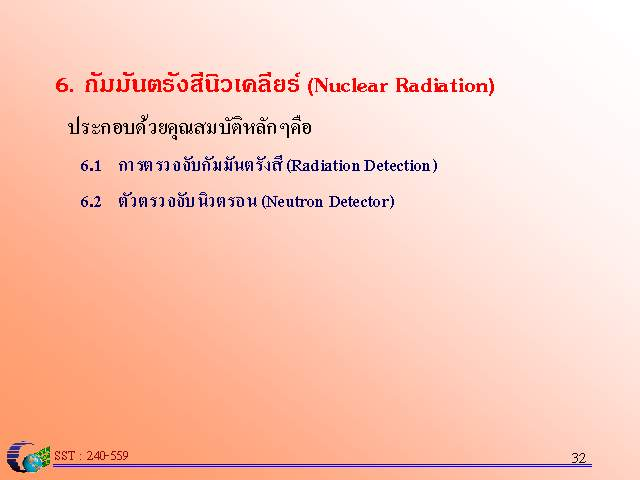 6. กัมมันตรังสีนิวเคลียร์ (Nuclear Radiation)
ประกอบด้วยคุณสมบัติหลักๆคือ
6.1 การตรวจจับกัมมันตรังสี (Radiation Detection)
6.2 ตัวตรวจจับนิวตรอน (Neutron Detector)
SST : 240-559
32